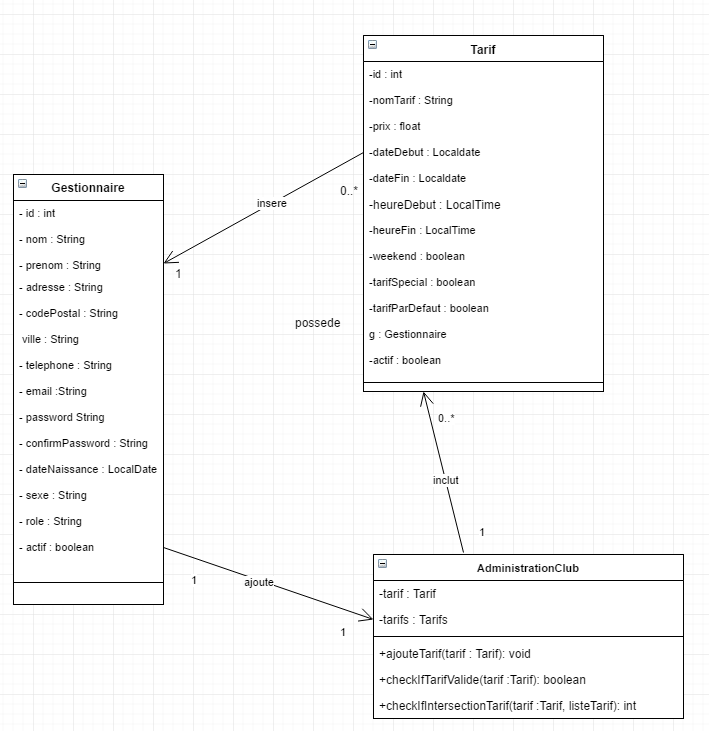 Tarif
-id : int
-nomTarif : String
-prix : float
-dateDebut : Localdate
-dateFin : Localdate
-heureDebut : LocalTime
-heureFin : LocalTime
-weekend : boolean
-tarifSpecial : boolean
-tarifParDefaut : boolean
g : Gestionnaire
-actif : boolean
Gestionnaire
- id : int
- nom : String
- prenom : String
- adresse : String
- codePostal : String
ville : String
- telephone : String
- email :String
- password String
- confirmPassword : String
- dateNaissance : LocalDate
- sexe : String
- role : String
- actif : boolean
insere
0..*
1
possede
0..*
inclut
1
1
ajoute
1
AdministrationClub
-tarif : Tarif
-tarifs : Tarifs
+ajouteTarif(tarif : Tarif): void
+checkIfTarifValide(tarif :Tarif): boolean
+checkIfIntersectionTarif(tarif :Tarif, listeTarif): int